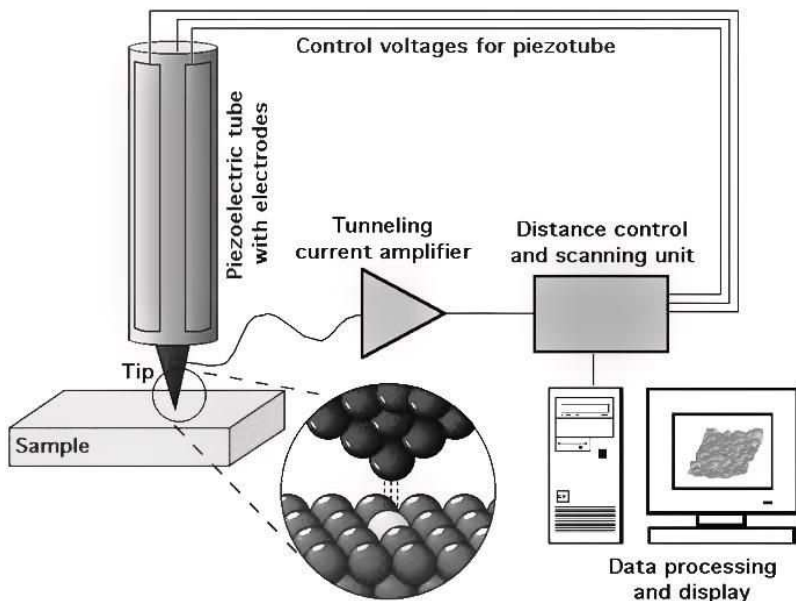 Control voltages for piezotube
Piezoelectric tube
with electrodes
Tunneling
current amplifier
Distance control
and scanning unit
Tip
Sample
Data processing
and display